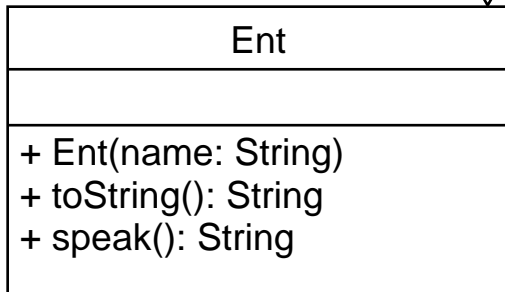 Ent
+ Ent(name: String)
+ toString(): String
+ speak(): String